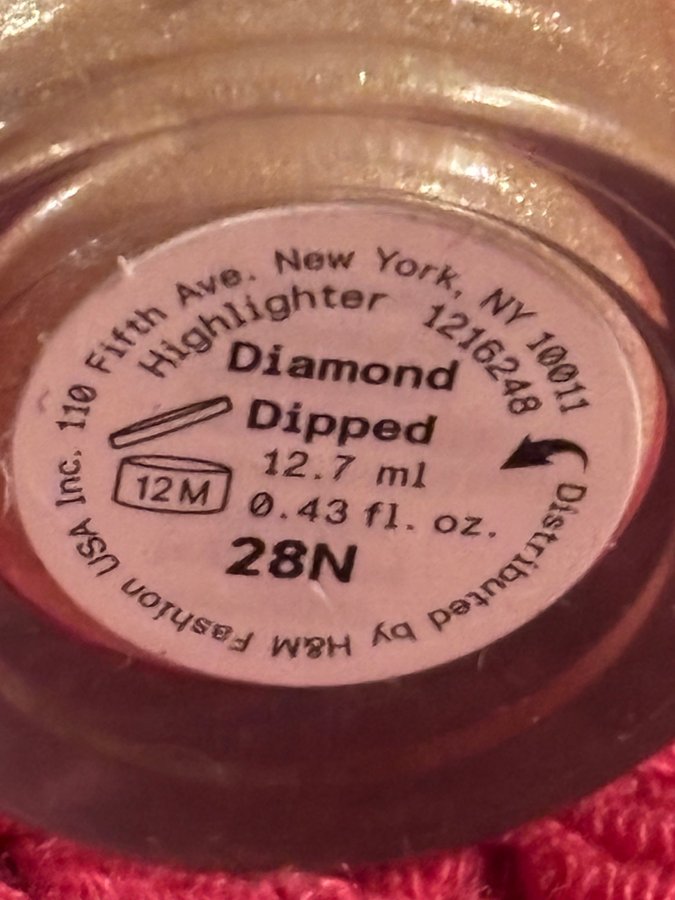 Distributed by H&M Fashion USA Inc. 110 Fifth Ave. New York, NY 10011
Highlighter 1216248
Diamond
Dipped
12.7 ml
0.43 fl. oz.
12M
28N